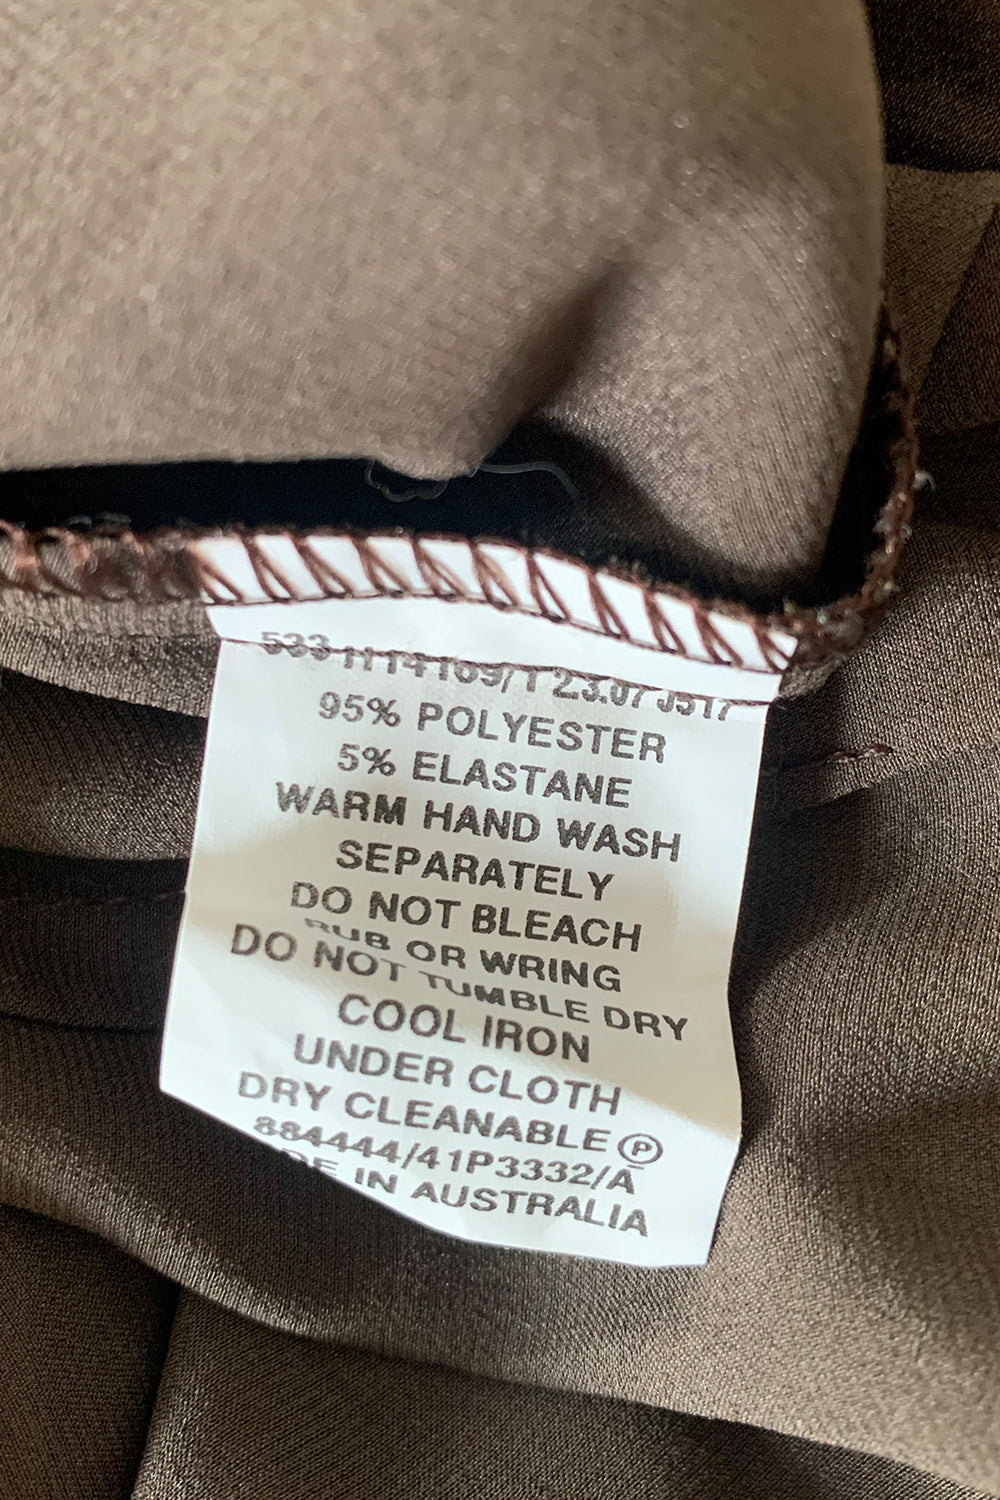 95% POLYESTER
5% ELASTANE
WARM HAND WASH
SEPARATELY
DO NOT BLEACH
RUB OR WRING
DO NOT TUMBLE DRY
COOL IRON
UNDER CLOTH
DRY CLEANABLE Ⓟ
884444/41P3332/A
IN AUSTRALIA